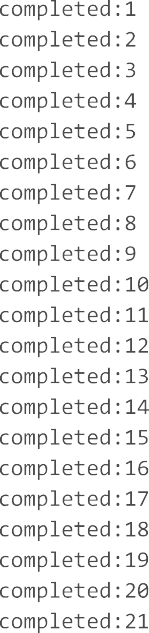 completed:1
completed:2
completed:3
completed:4
completed:5
completed:6
completed:7
completed:8
completed:9
completed:10
completed:11
completed:12
completed:13
completed:14
completed:15
completed:16
completed:17
completed:18
completed:19
completed:20
completed:21